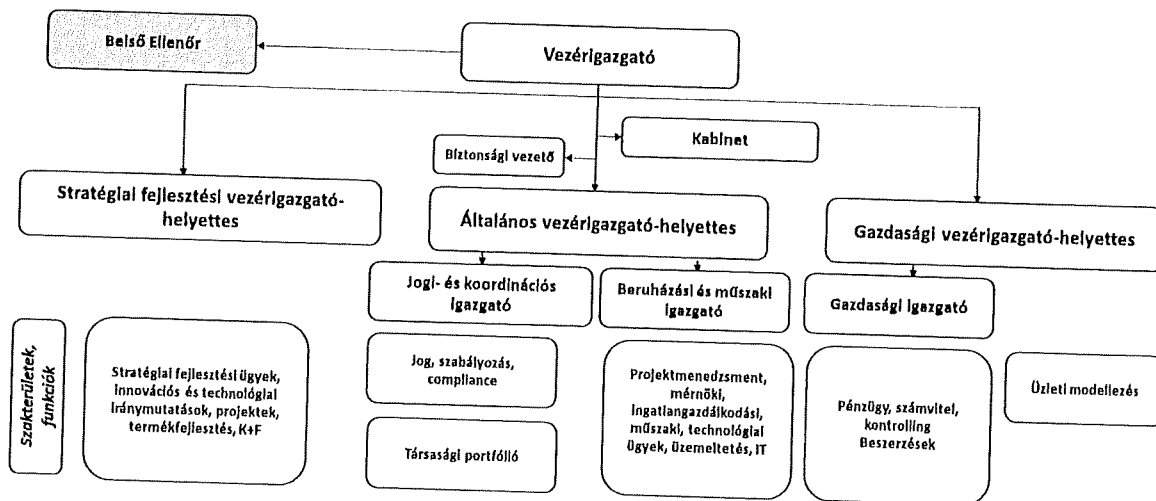 Belső Ellenőr
Vezérigazgató
Kabinet
Biztonsági vezető
Stratégiai fejlesztési vezérigazgató-
helyettes
Általános vezérigazgató-helyettes
Gazdasági vezérigazgató-helyettes
Jogi- és koordinációs
igazgató
Beruházási és műszaki
igazgató
Gazdasági igazgató
Szakterületek,
funkciók
Stratégiai fejlesztési ügyek,
innovációs és technológiai
iránymutatások, projektek,
termékfejlesztés, K+F
Jog, szabályozás,
compliance
Társasági portfólió
Projektmenedzsment,
mérnöki,
ingatlangazdálkodási,
műszaki, technológiai
ügyek, üzemeltetés, IT
Pénzügy, számvitel,
kontrolling
Beszerzések
Üzleti modellezés